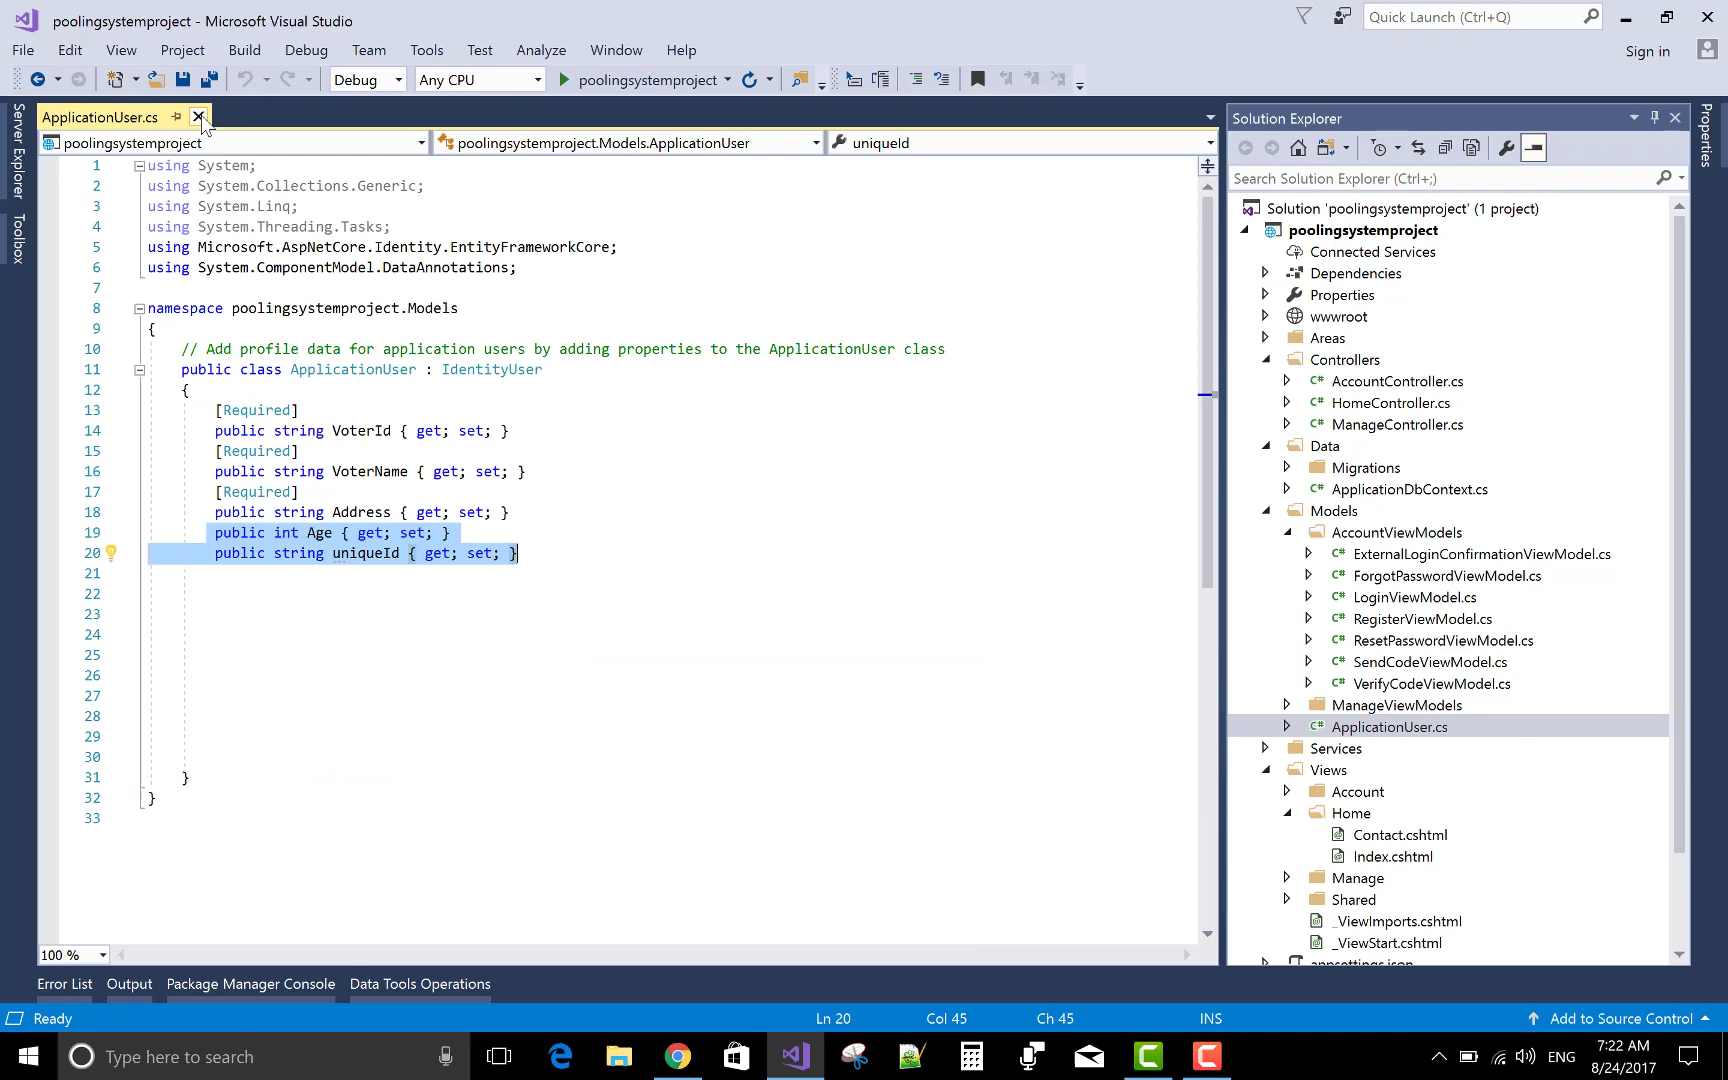 poolingsystemproject - Microsoft Visual Studio
Quick Launch (Ctrl+Q)
File Edit View Project Build Debug Team Tools Test Analyze Window Help
Sign in
Debug Any CPU poolingsystemproject
Server Explorer
Toolbox
Properties
ApplicationUser.cs
poolingsystemproject poolingsystemproject.Models.ApplicationUser uniqueId
1 using System;
2 using System.Collections.Generic;
3 using System.Linq;
4 using System.Threading.Tasks;
5 using Microsoft.AspNetCore.Identity.EntityFrameworkCore;
6 using System.ComponentModel.DataAnnotations;
7
8 namespace poolingsystemproject.Models
9 {
10 // Add profile data for application users by adding properties to the ApplicationUser class
11 public class ApplicationUser : IdentityUser
12 {
13 [Required]
14 public string VoterId { get; set; }
15 [Required]
16 public string VoterName { get; set; }
17 [Required]
18 public string Address { get; set; }
19 public int Age { get; set; }
20 public string uniqueId { get; set; }
21
22
23
24
25
26
27
28
29
30
31 }
32 }
33
100 %
Solution Explorer
Search Solution Explorer (Ctrl+;)
Solution 'poolingsystemproject' (1 project)
poolingsystemproject
Connected Services
Dependencies
Properties
wwwroot
Areas
Controllers
C# AccountController.cs
C# HomeController.cs
C# ManageController.cs
Data
Migrations
C# ApplicationDbContext.cs
Models
AccountViewModels
C# ExternalLoginConfirmationViewModel.cs
C# ForgotPasswordViewModel.cs
C# LoginViewModel.cs
C# RegisterViewModel.cs
C# ResetPasswordViewModel.cs
C# SendCodeViewModel.cs
C# VerifyCodeViewModel.cs
ManageViewModels
C# ApplicationUser.cs
Services
Views
Account
Home
Contact.cshtml
Index.cshtml
Manage
Shared
_ViewImports.cshtml
_ViewStart.cshtml
appsettings.json
Error List Output Package Manager Console Data Tools Operations
Ready Ln 20 Col 45 Ch 45 INS Add to Source Control
Type here to search
ENG
7:22 AM
8/24/2017